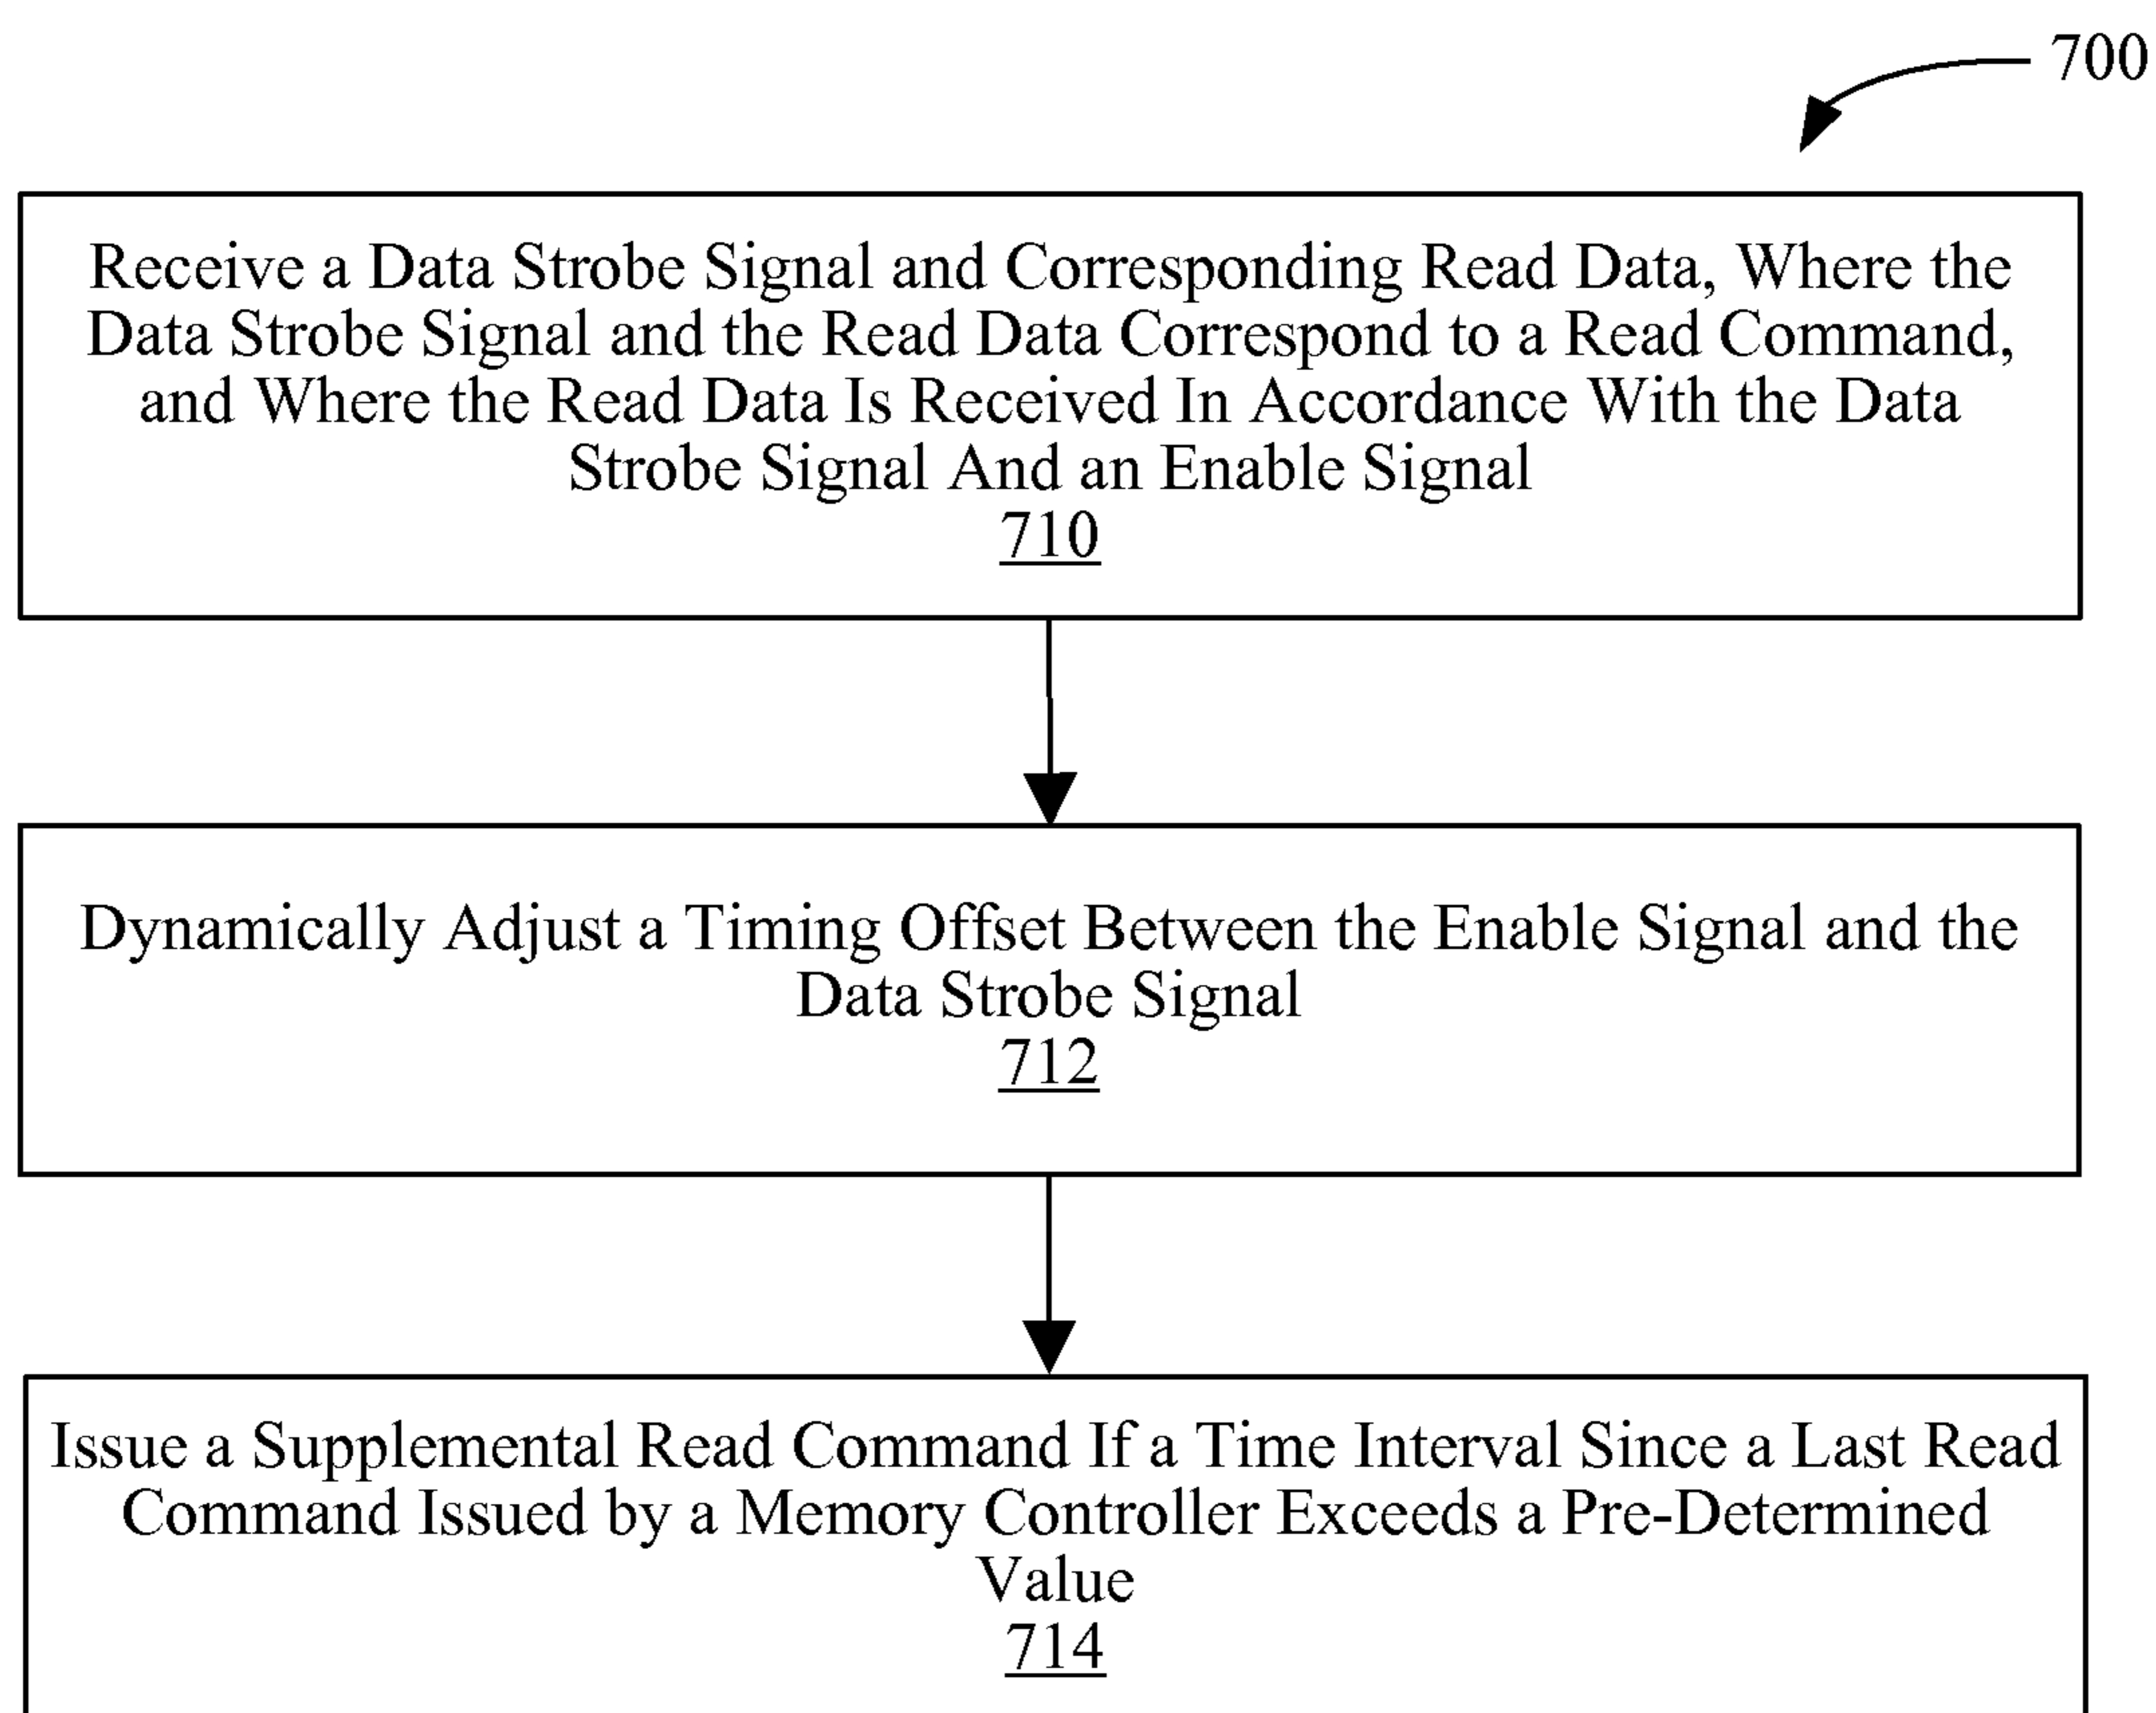 700
Receive a Data Strobe Signal and Corresponding Read Data, Where the
Data Strobe Signal and the Read Data Correspond to a Read Command,
and Where the Read Data Is Received In Accordance With the Data
Strobe Signal And an Enable Signal
710
Dynamically Adjust a Timing Offset Between the Enable Signal and the
Data Strobe Signal
712
Issue a Supplemental Read Command If a Time Interval Since a Last Read
Command Issued by a Memory Controller Exceeds a Pre-Determined
Value
714